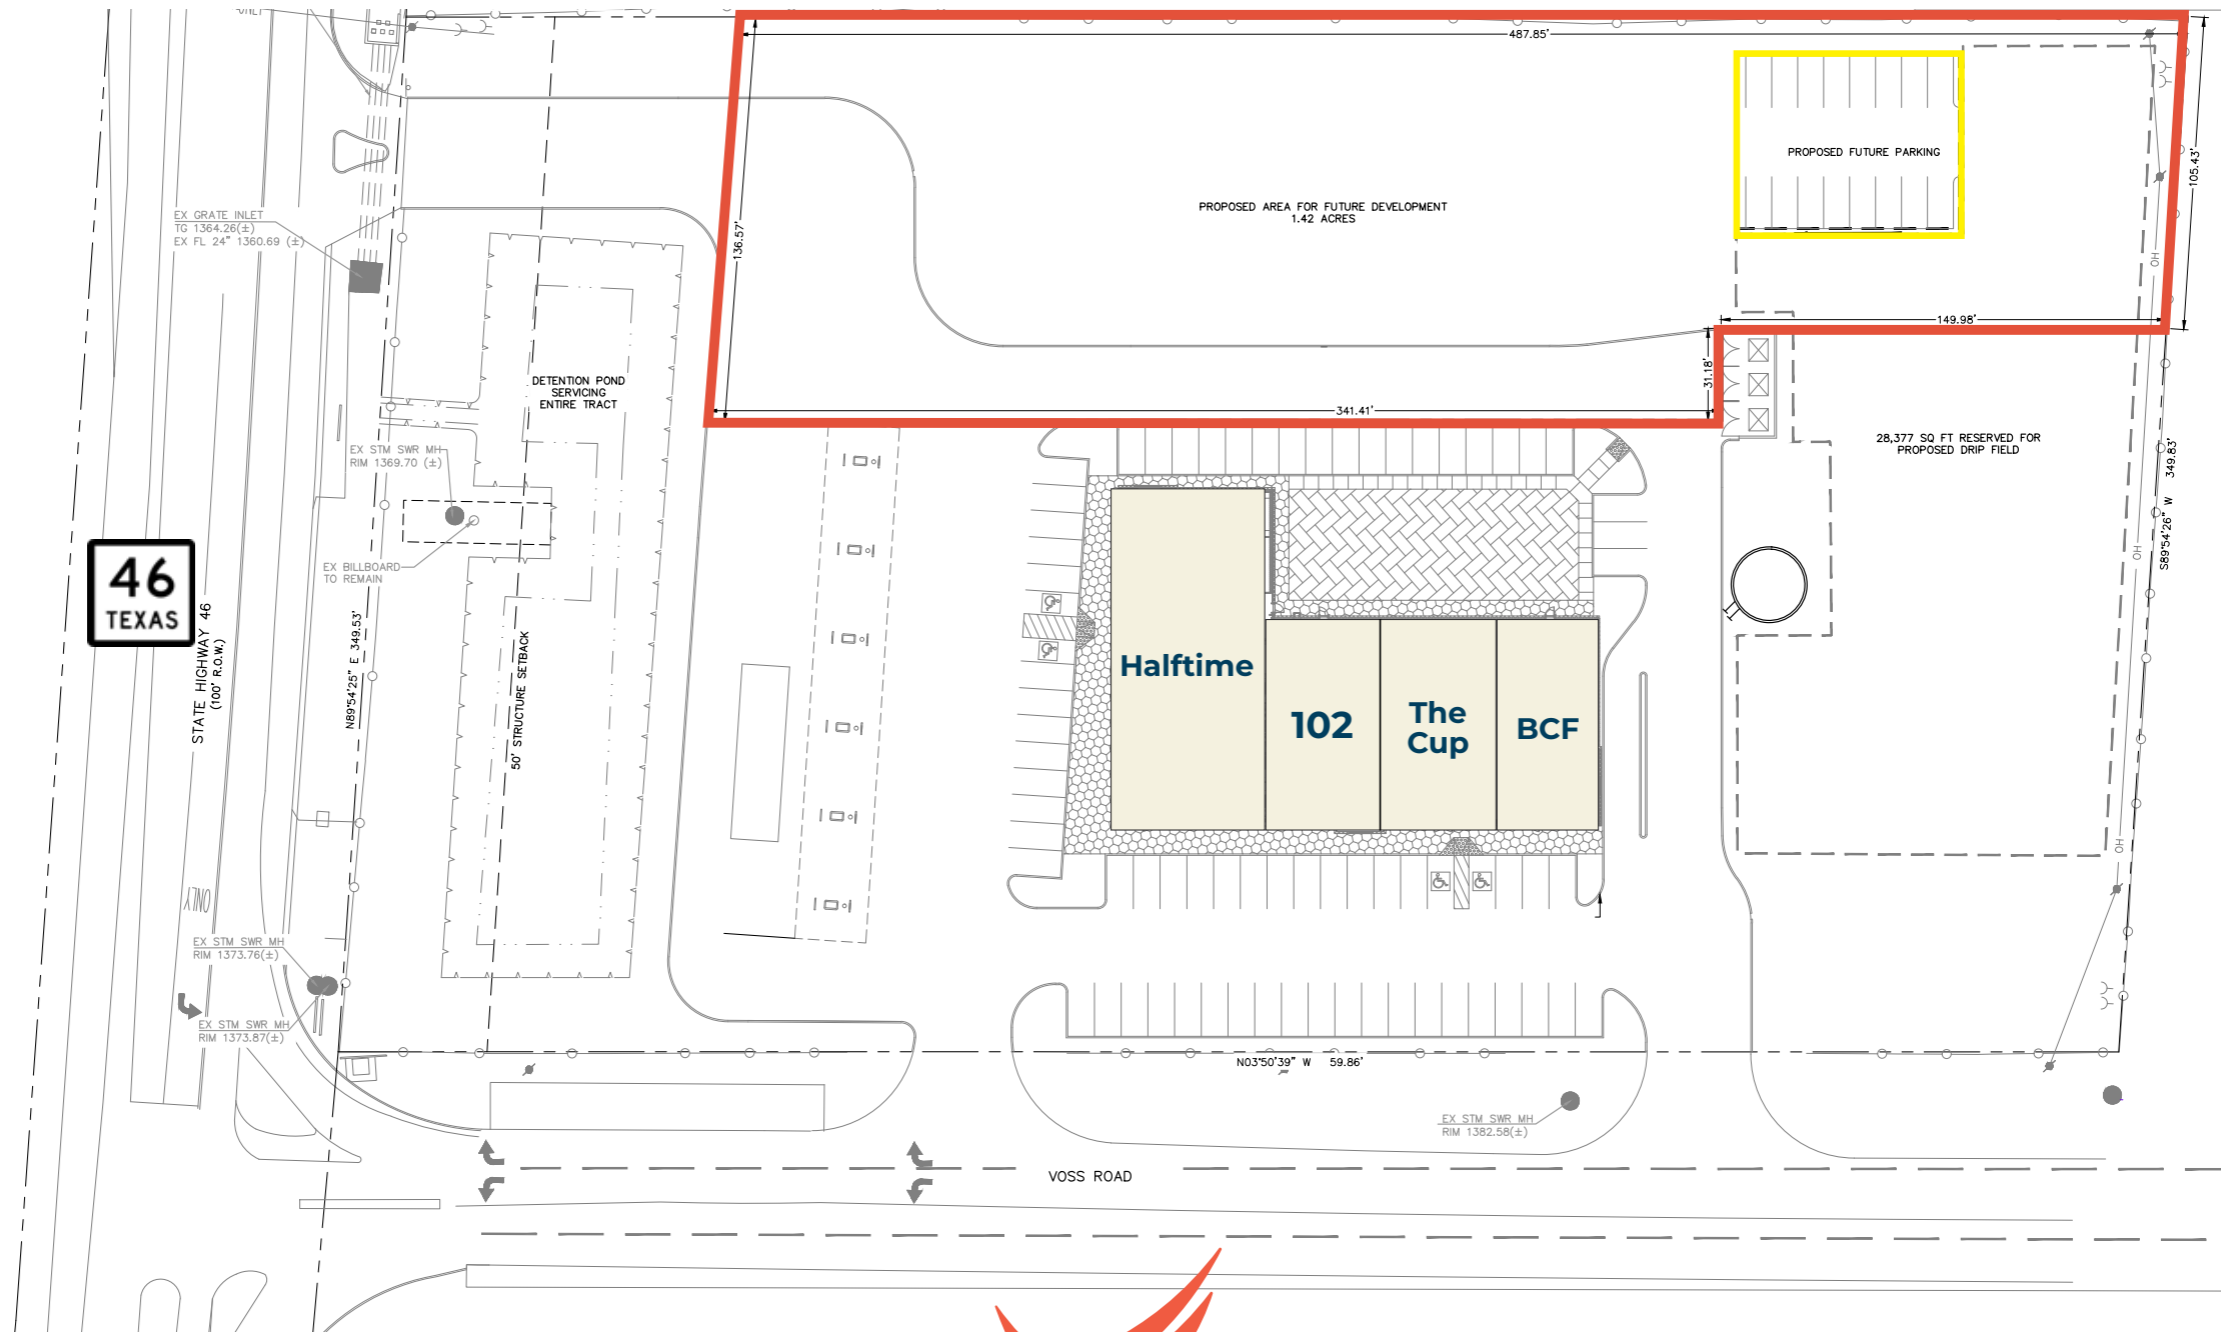 487.85'
PROPOSED FUTURE PARKING
105.43'
PROPOSED AREA FOR FUTURE DEVELOPMENT
1.42 ACRES
136.57'
EX GRATE INLET
TG 1364.26(±)
EX FL 24" 1360.69 (±)
OH
149.98'
31.18'
341.41'
DETENTION POND
SERVICING
ENTIRE TRACT
28,377 SQ FT RESERVED FOR
PROPOSED DRIP FIELD
S89°54'26" W 349.83'
EX STM SWR MH
RIM 1369.70 (±)
EX BILLBOARD
TO REMAIN
46
TEXAS
STATE HIGHWAY 46
(100' R.O.W.)
N89°54'25" E 349.53'
50' STRUCTURE SETBACK
OH
Halftime
102
The
Cup
BCF
OH
ONLY
EX STM SWR MH
RIM 1373.76(±)
EX STM SWR MH
RIM 1373.87(±)
N03°50'39" W 59.86'
EX STM SWR MH
RIM 1382.58(±)
VOSS ROAD